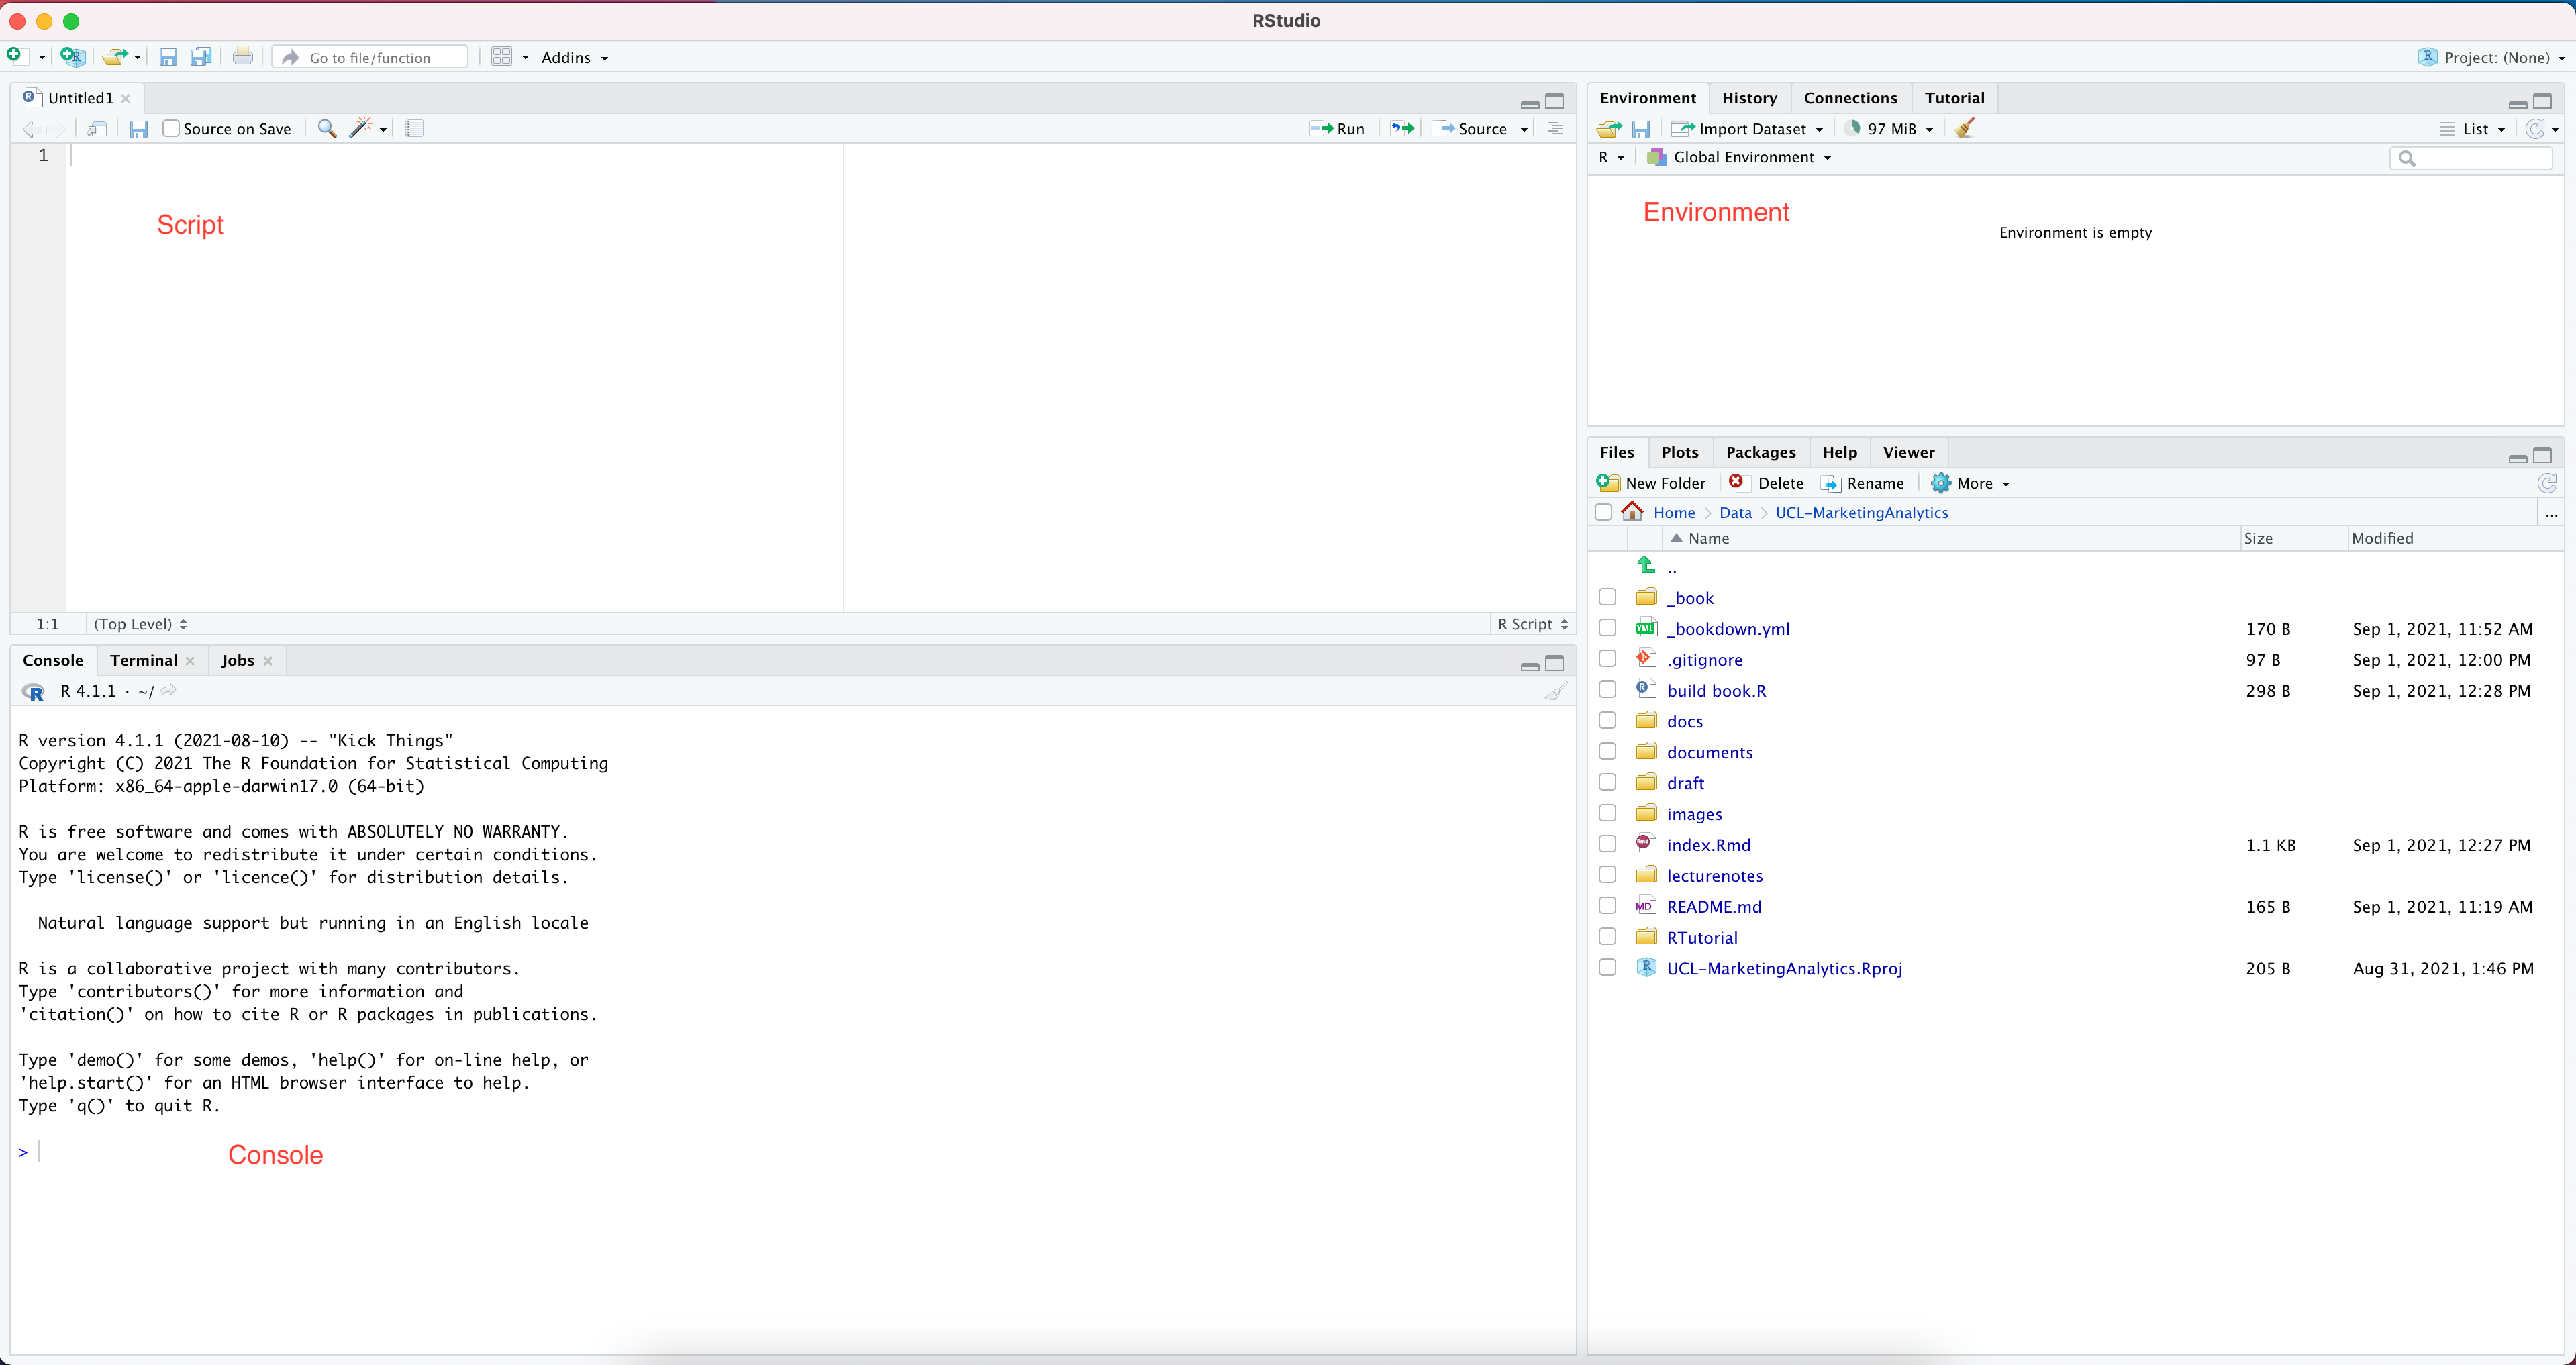 RStudio
Go to file/function
Addins
Project: (None)
Untitled1
Source on Save
Run
Source
1
Script
1:1
(Top Level)
R Script
Console
Terminal
Jobs
R 4.1.1 · ~/
R version 4.1.1 (2021-08-10) -- "Kick Things"
Copyright (C) 2021 The R Foundation for Statistical Computing
Platform: x86_64-apple-darwin17.0 (64-bit)
R is free software and comes with ABSOLUTELY NO WARRANTY.
You are welcome to redistribute it under certain conditions.
Type 'license()' or 'licence()' for distribution details.
Natural language support but running in an English locale
R is a collaborative project with many contributors.
Type 'contributors()' for more information and
'citation()' on how to cite R or R packages in publications.
Type 'demo()' for some demos, 'help()' for on-line help, or
'help.start()' for an HTML browser interface to help.
Type 'q()' to quit R.
>
Console
Environment History Connections Tutorial
Import Dataset 97 MiB List
R Global Environment
Environment
Environment is empty
Files Plots Packages Help Viewer
New Folder Delete Rename More
Home Data UCL-MarketingAnalytics ...
Name Size Modified
..
_book
_bookdown.yml 170 B Sep 1, 2021, 11:52 AM
.gitignore 97 B Sep 1, 2021, 12:00 PM
build book.R 298 B Sep 1, 2021, 12:28 PM
docs
documents
draft
images
index.Rmd 1.1 KB Sep 1, 2021, 12:27 PM
lecturenotes
README.md 165 B Sep 1, 2021, 11:19 AM
RTutorial
UCL-MarketingAnalytics.Rproj 205 B Aug 31, 2021, 1:46 PM